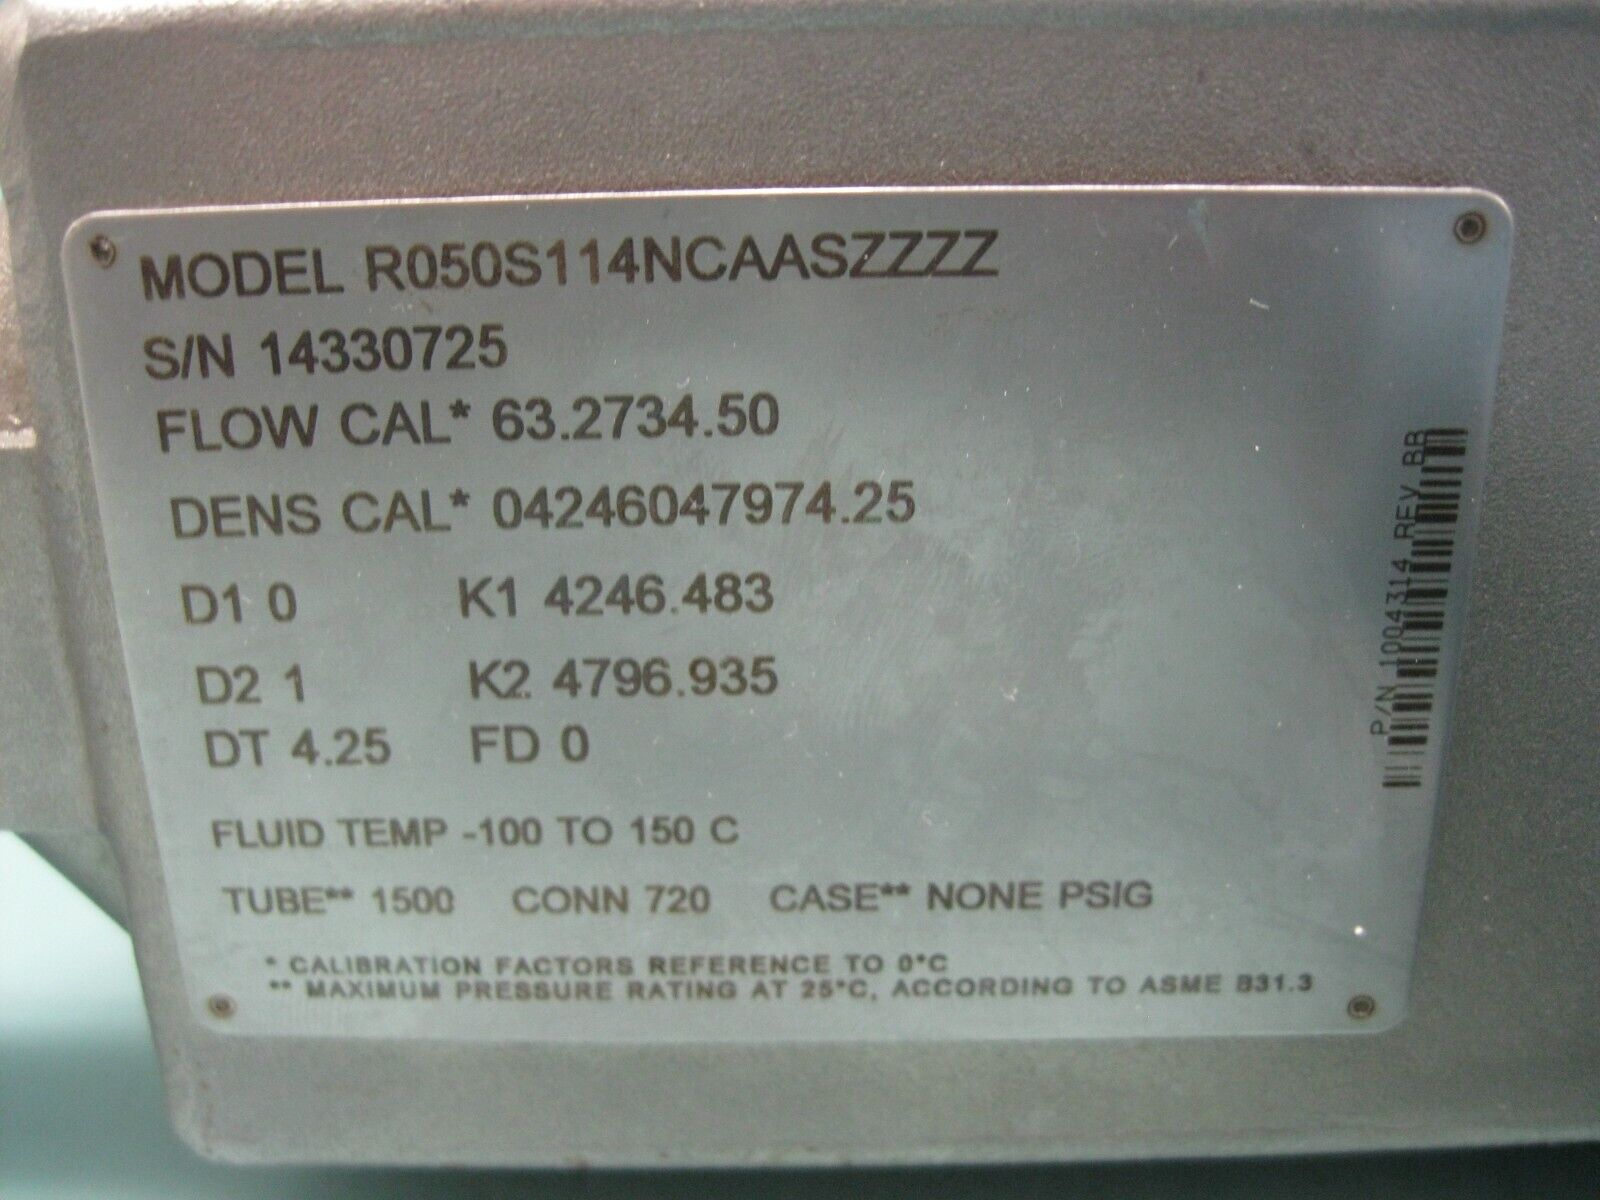 MODEL R050S114NCAASZZZZ
S/N 14330725
FLOW CAL* 63.2734.50
DENS CAL* 04246047974.25
D1 0 K1 4246.483
D2 1 K2 4796.935
DT 4.25 FD 0
FLUID TEMP -100 TO 150 C
TUBE** 1500 CONN 720 CASE** NONE PSIG
* CALIBRATION FACTORS REFERENCE TO 0°C
** MAXIMUM PRESSURE RATING AT 25°C, ACCORDING TO ASME B31.3
P/N 1004314 REV BB